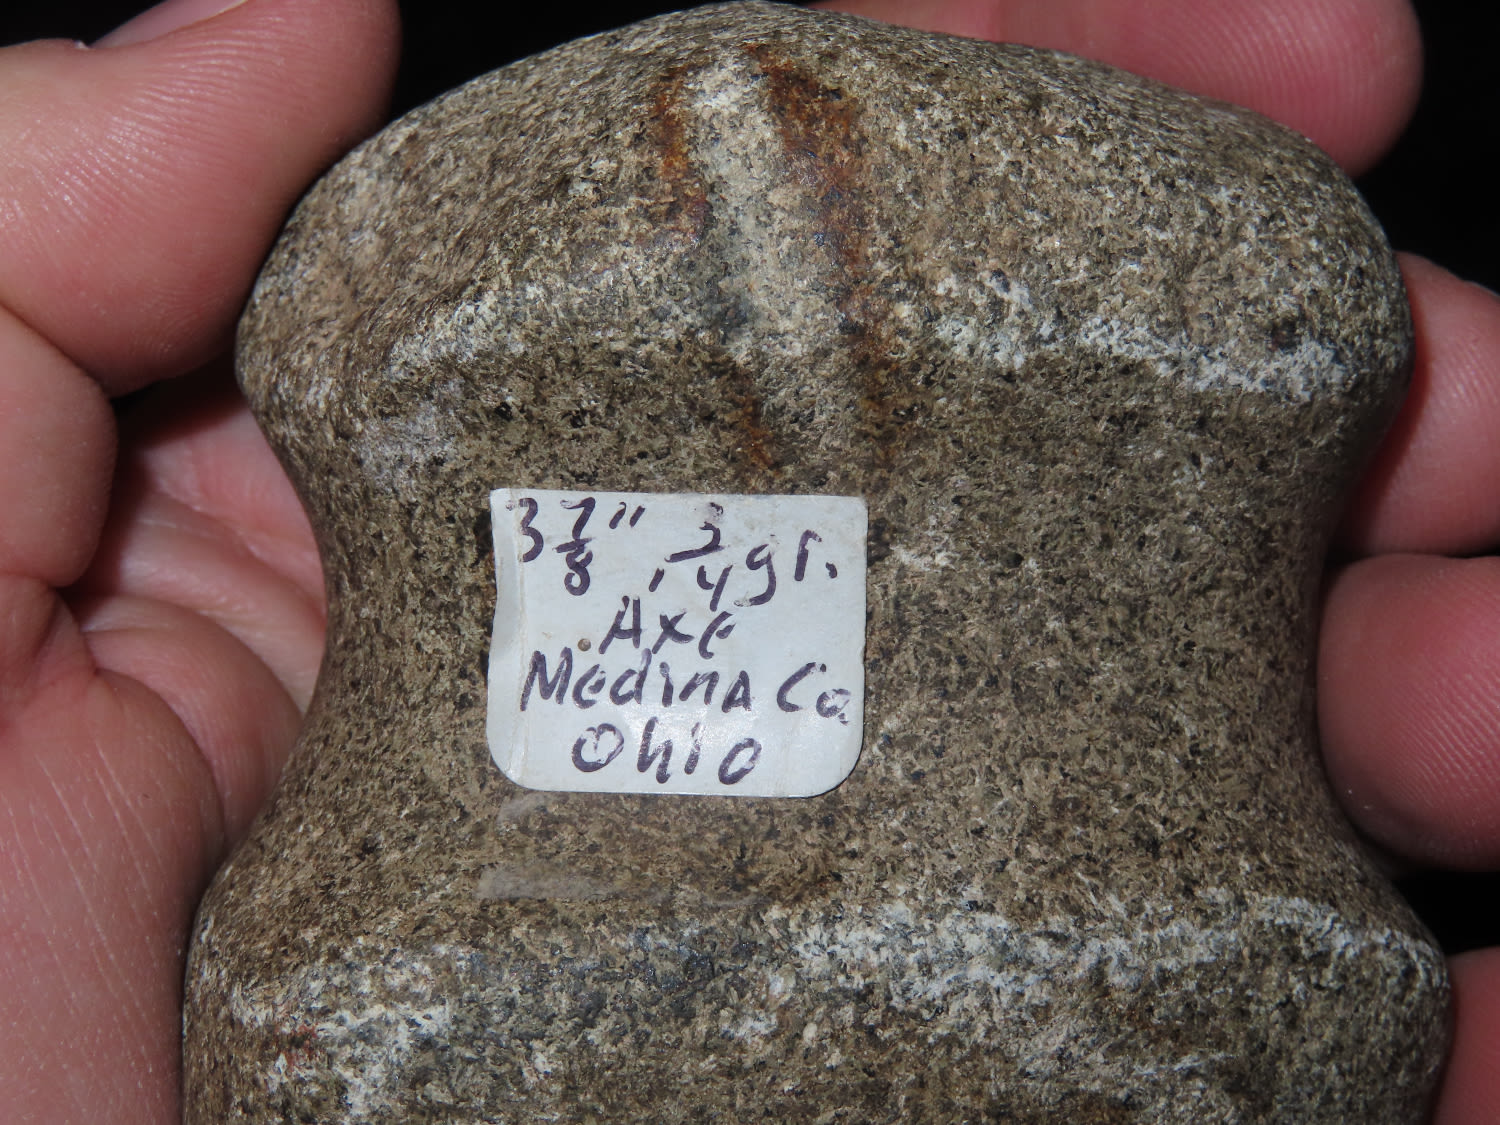 3 7/8", 3/4 gr.
Axe
Medina Co.
Ohio